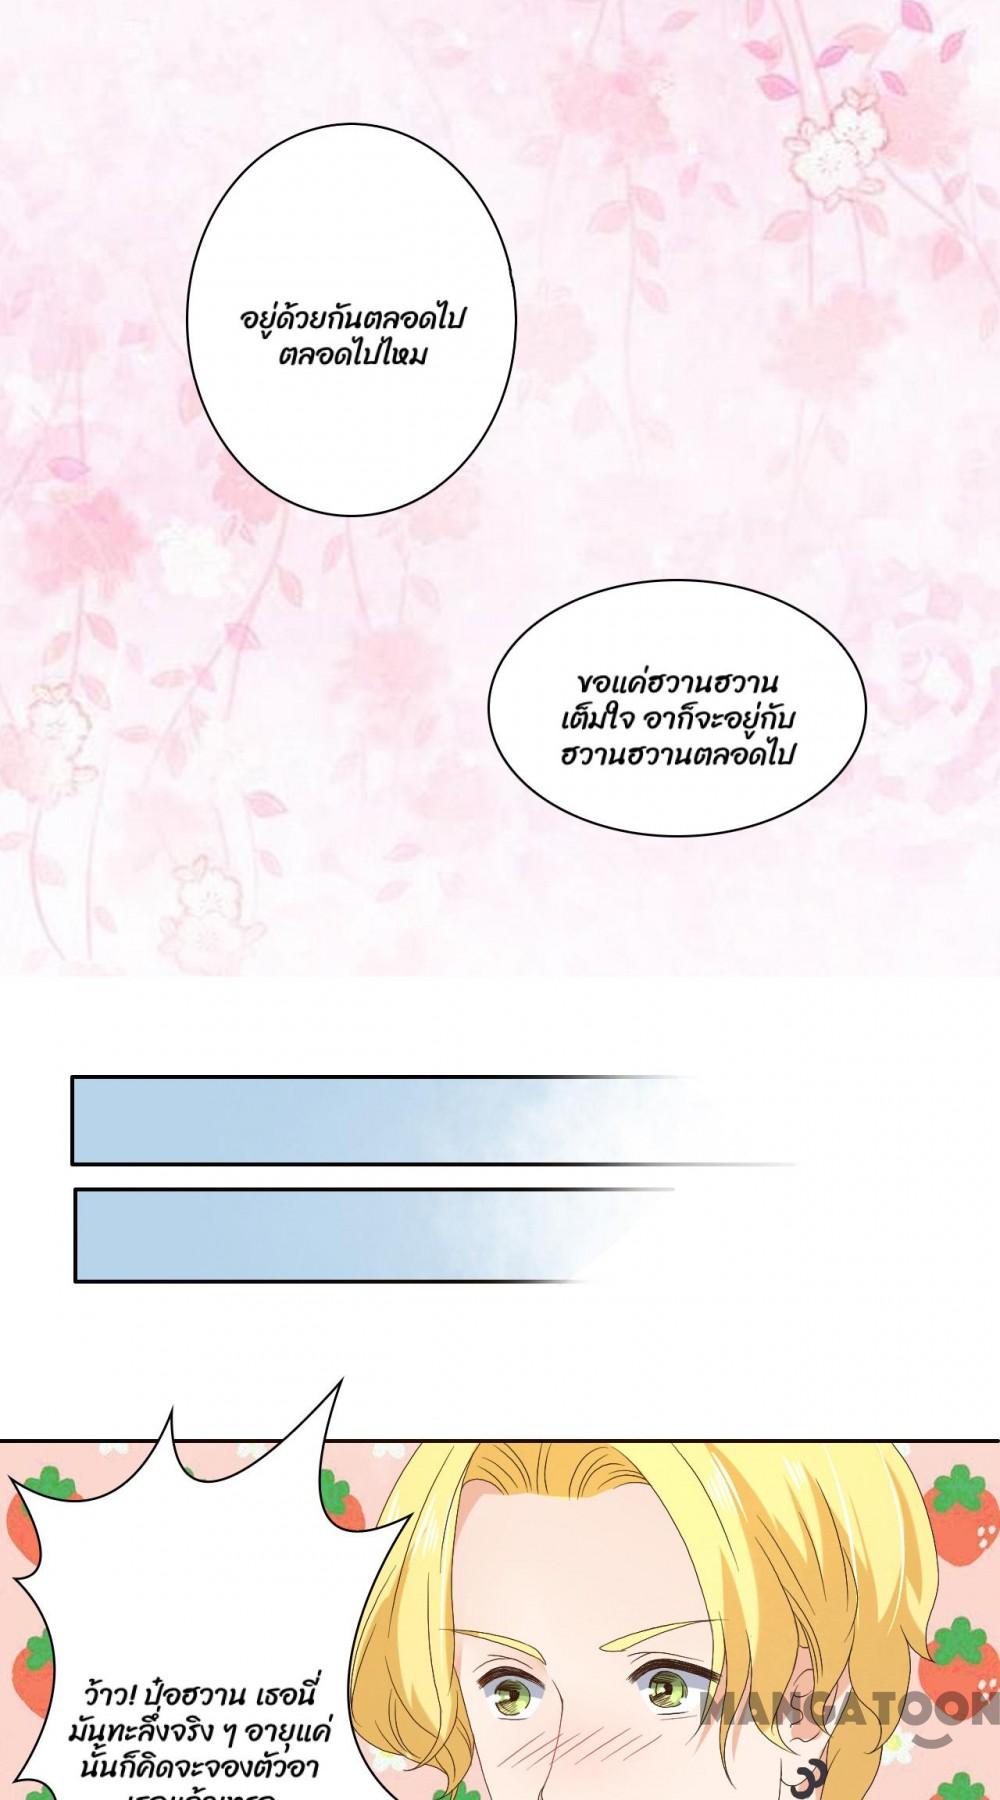 อยู่ด้วยกันตลอดไป
ตลอดไปไหม
ขอแค่ฮวานฮวาน
เต็มใจ อาก็จะอยู่กับ
ฮวานฮวานตลอดไป
ว้าว! ป๋อฮวาน เธอนี่
มันทะลึ่งจริง ๆ อายุแค่
นั้นก็คิดจะจองตัวอา
MANGATOON